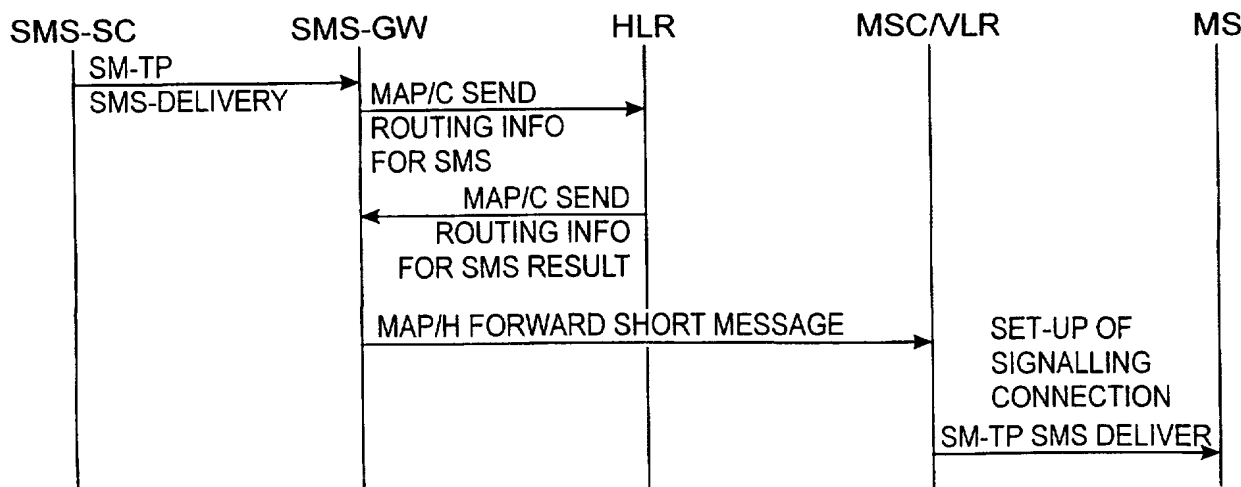 SMS-SC
SMS-GW
HLR
MSC/VLR
MS
SM-TP
SMS-DELIVERY
MAP/C SEND
ROUTING INFO
FOR SMS
MAP/C SEND
ROUTING INFO
FOR SMS RESULT
MAP/H FORWARD SHORT MESSAGE
SET-UP OF
SIGNALLING
CONNECTION
SM-TP SMS DELIVER